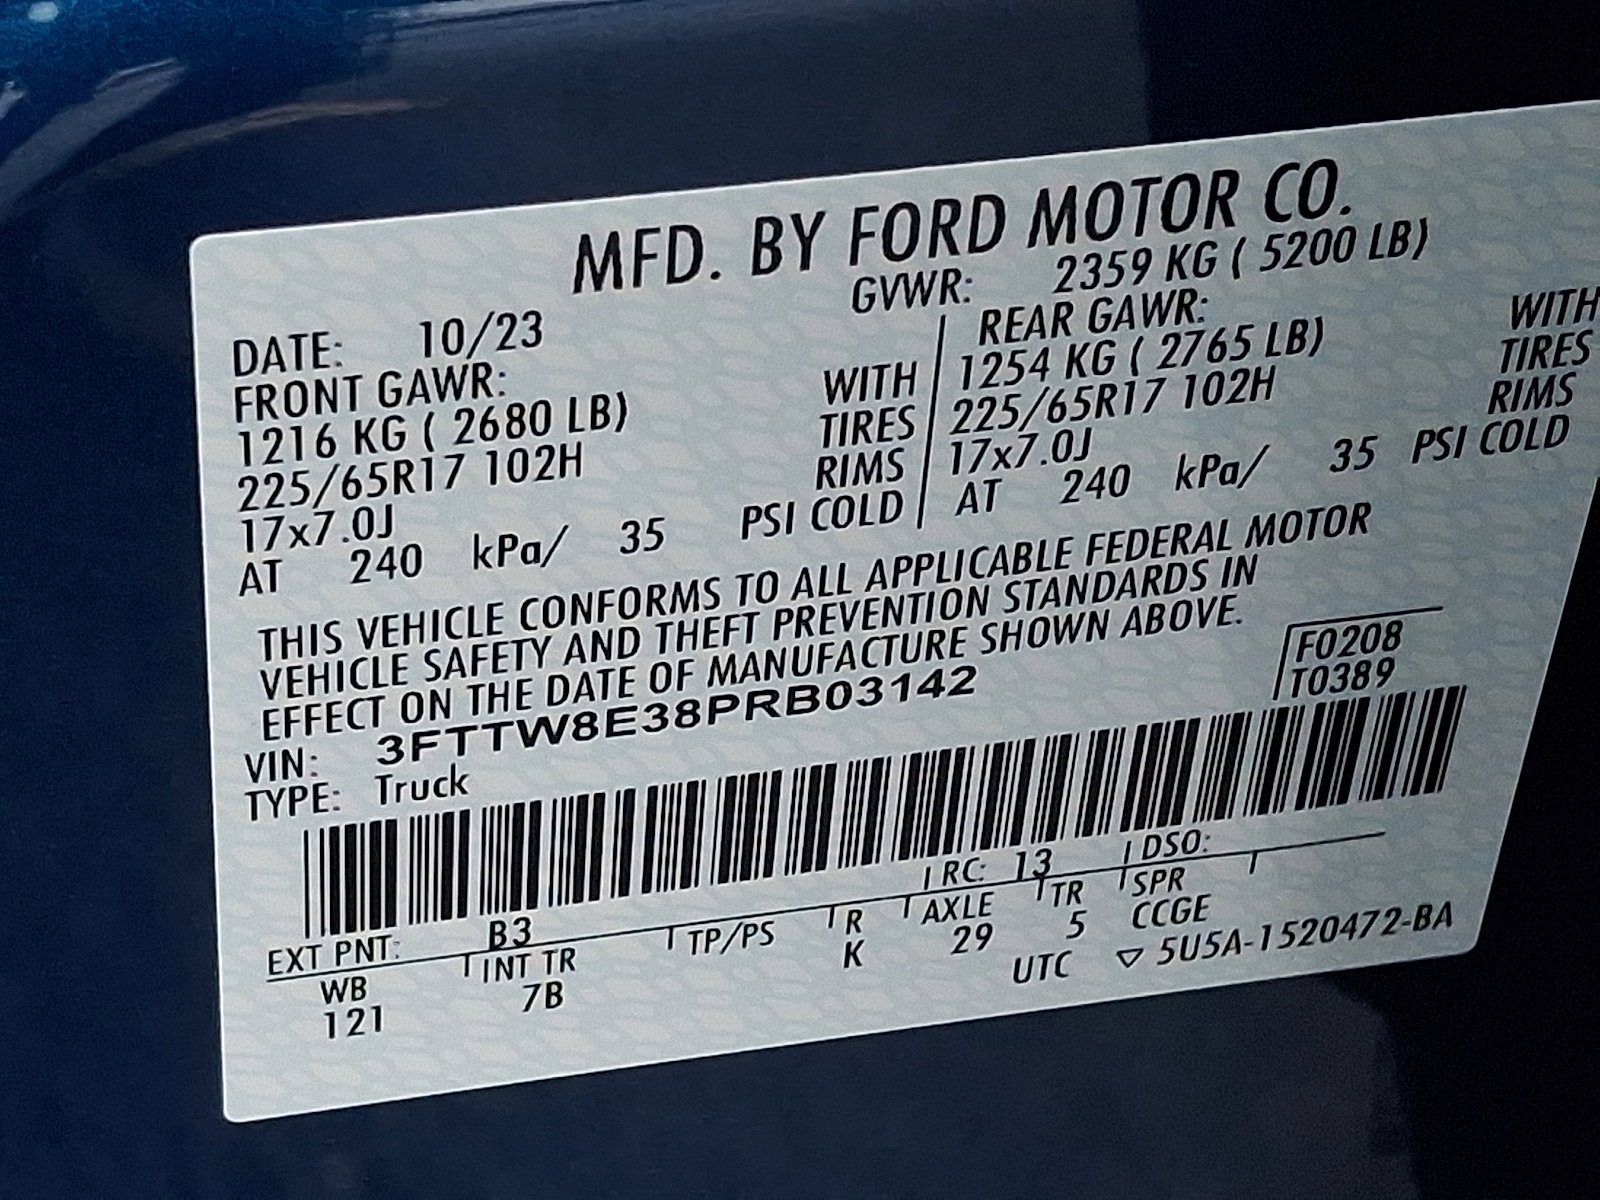 MFD. BY FORD MOTOR CO.
DATE: 10/23 GVWR: 2359 KG ( 5200 LB)
FRONT GAWR: REAR GAWR:
1216 KG ( 2680 LB) WITH 1254 KG ( 2765 LB) WITH
225/65R17 102H TIRES 225/65R17 102H TIRES
17x7.0J RIMS 17x7.0J RIMS
AT 240 kPa/ 35 PSI COLD AT 240 kPa/ 35 PSI COLD
THIS VEHICLE CONFORMS TO ALL APPLICABLE FEDERAL MOTOR
VEHICLE SAFETY AND THEFT PREVENTION STANDARDS IN
EFFECT ON THE DATE OF MANUFACTURE SHOWN ABOVE.
VIN: 3FTTW8E38PRB03142 F0208
TYPE: Truck T0389
EXT PNT: B3 RC: 13 DSO:
WB INT TR TP/PS R AXLE TR SPR
121 7B K 29 5 CCGE
UTC ▽ 5U5A-1520472-BA